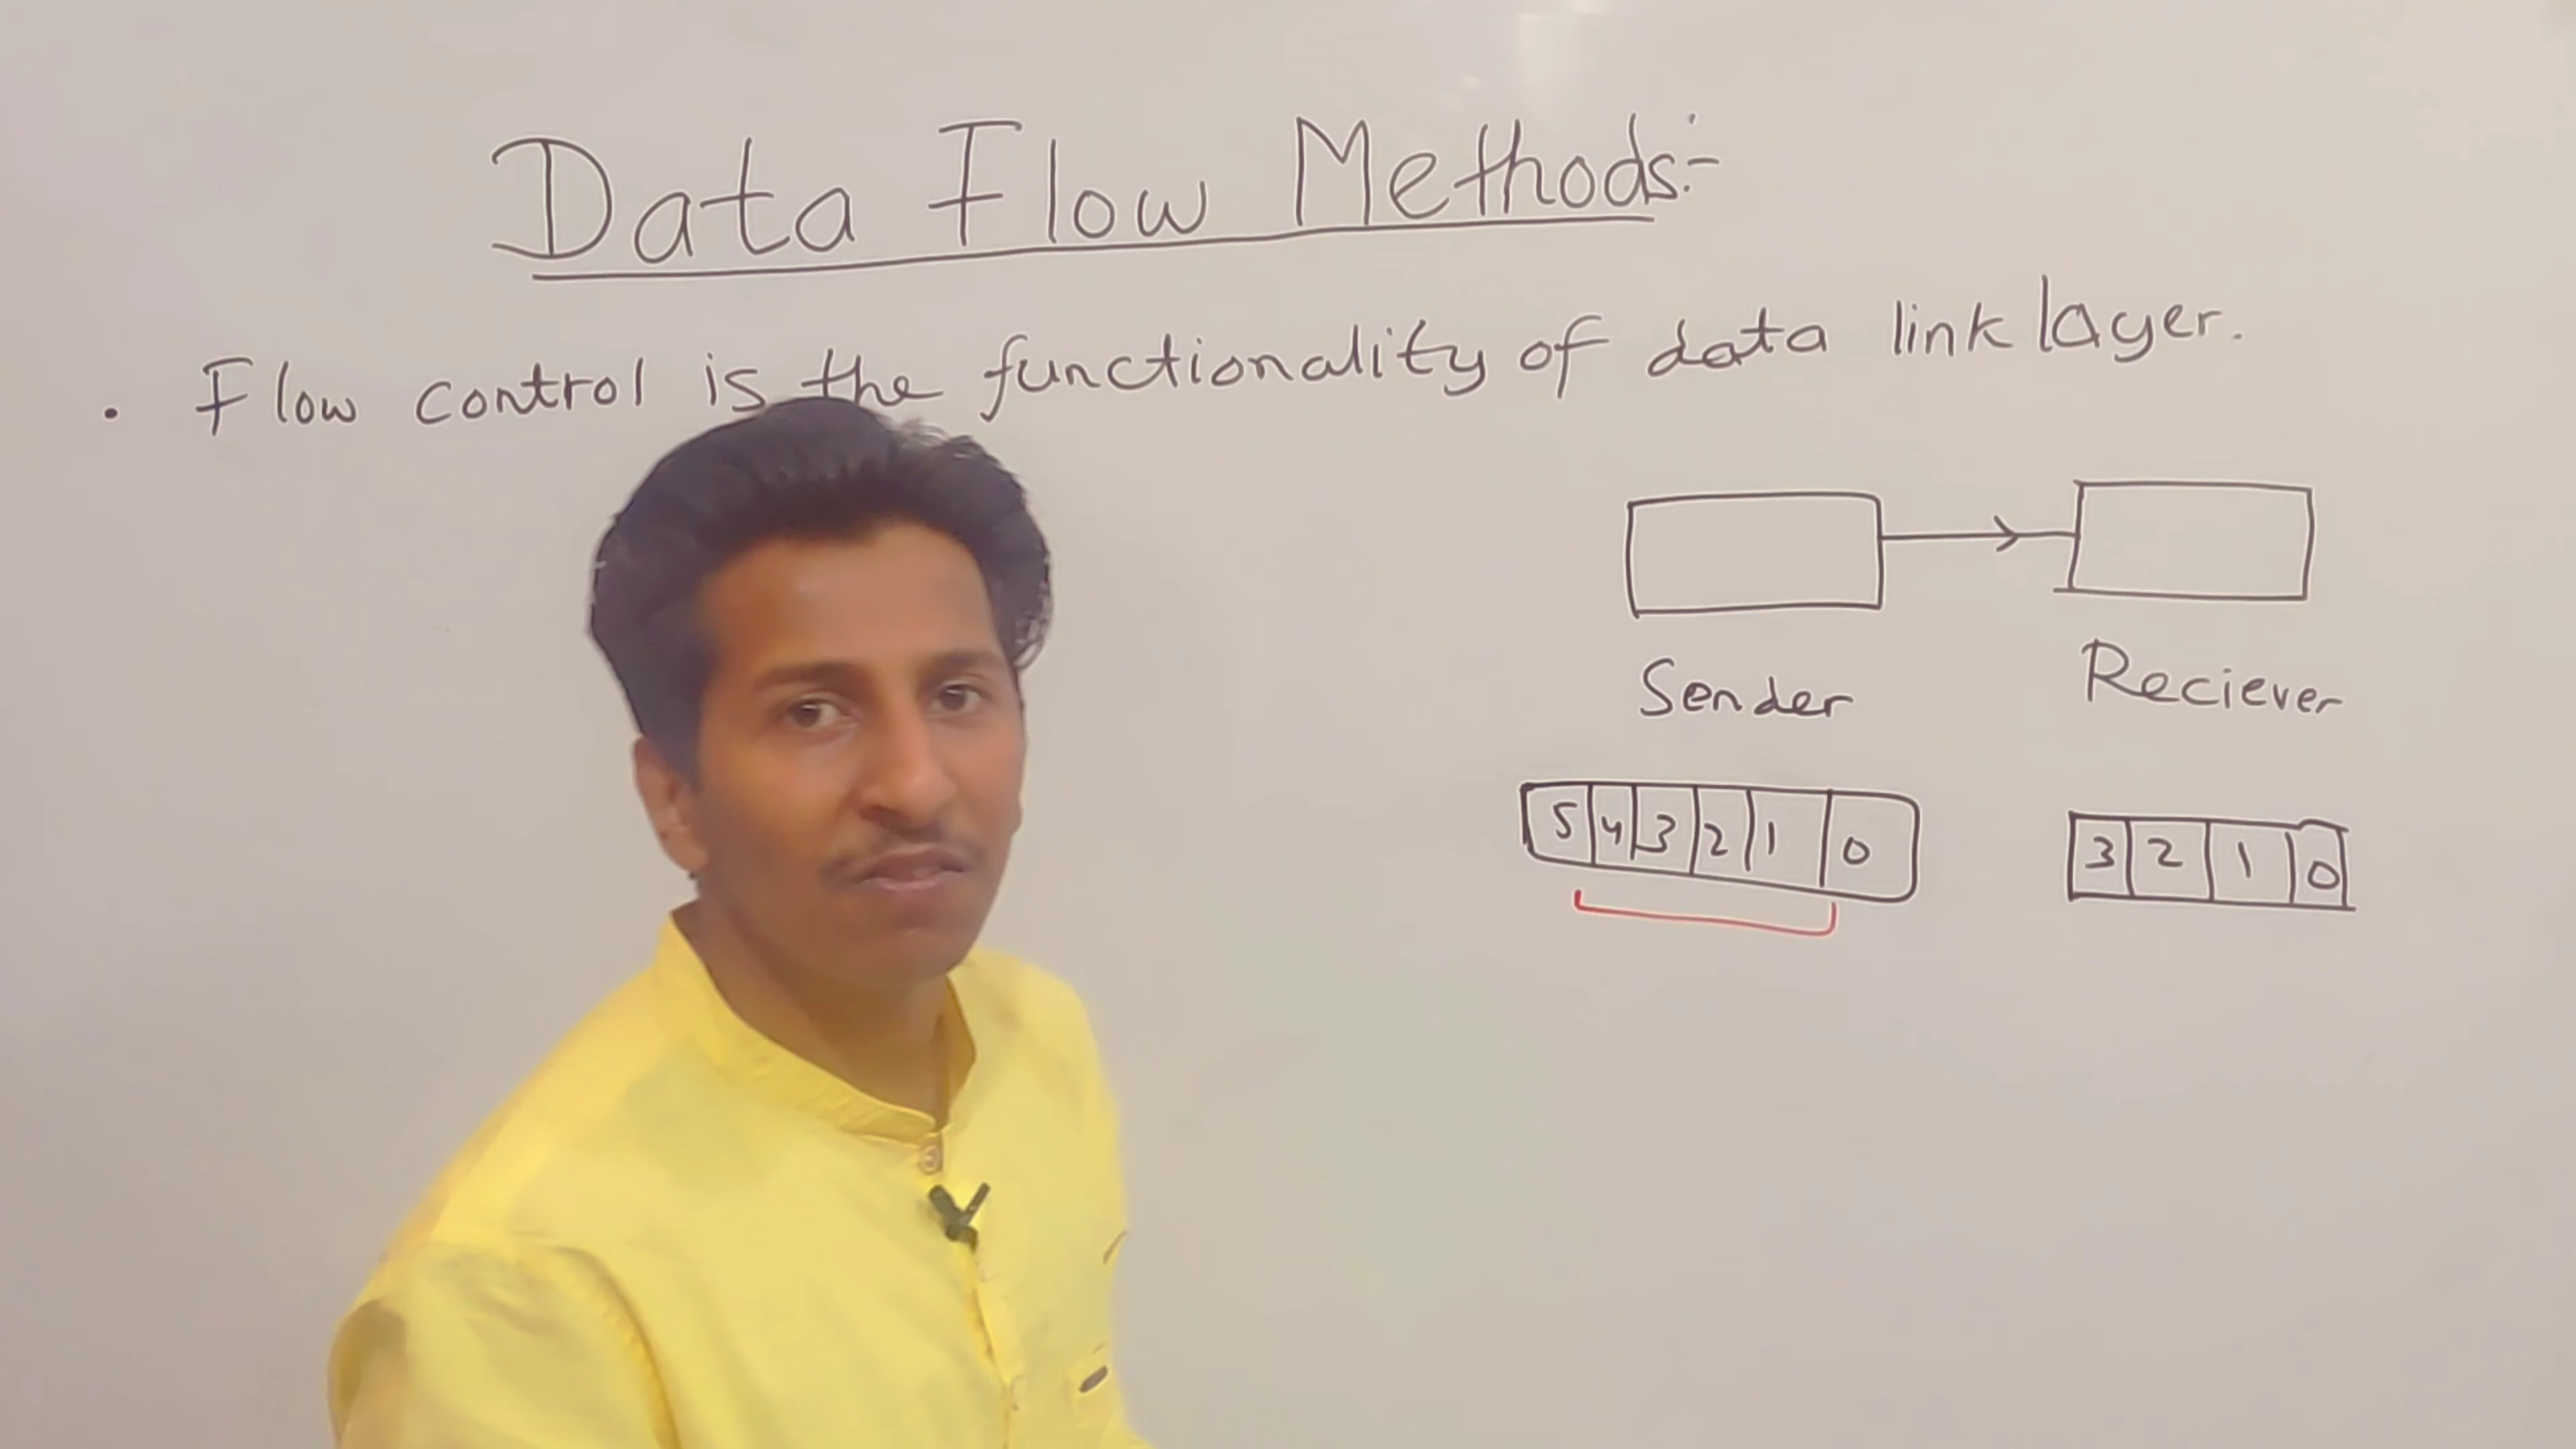 Data Flow Methods:-
. Flow control is the functionality of data link layer.
Sender Reciever
5 4 3 2 1 0 3 2 1 0